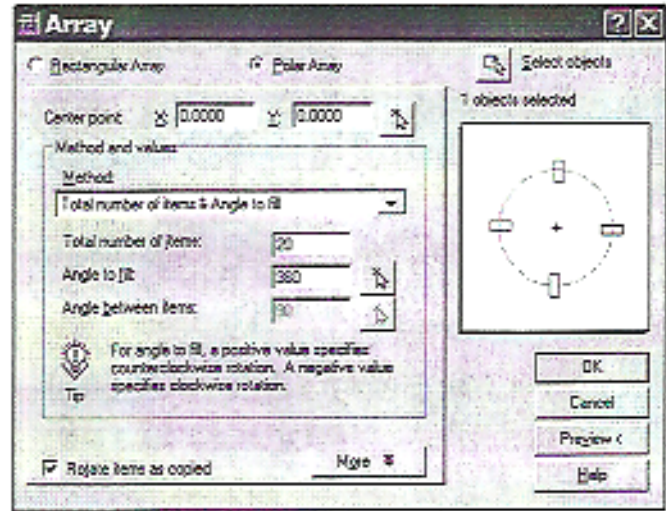 Array
Rectangular Array Polar Array Select objects
1 objects selected
Center point: X: 0.0000 Y: 0.0000
Method and values
Method:
Total number of items & Angle to fill
Total number of items: 20
Angle to fill: 360
Angle between items: 90
For angle to fill, a positive value specifies
counterclockwise rotation. A negative value
specifies clockwise rotation.
Tip
OK
Cancel
Preview <
Rotate items as copied More
Help